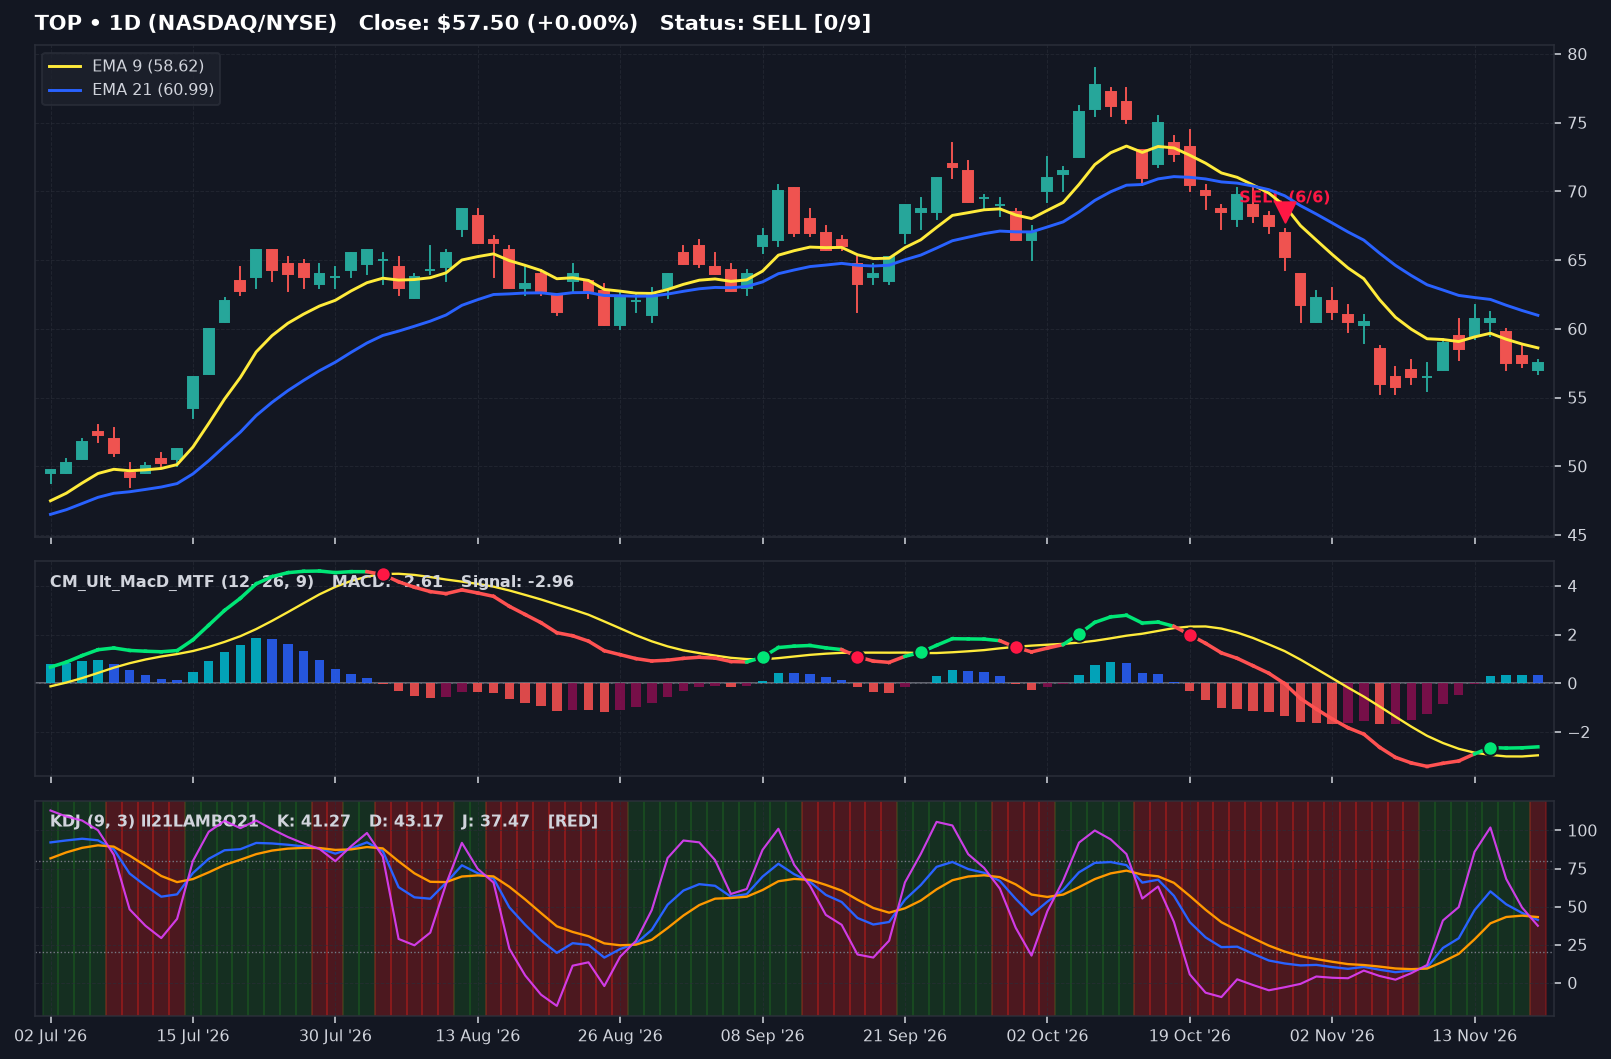 TOP • 1D (NASDAQ/NYSE)   Close: $57.50 (+0.00%)   Status: SELL [0/9]
EMA 9 (58.62)
EMA 21 (60.99)
80
75
70
65
60
55
50
45
SELL (6/6)
CM_Ult_MacD_MTF (12, 26, 9)   MACD: -2.61   Signal: -2.96
4
2
0
−2
KDJ (9, 3) II21LAMBO21   K: 41.27   D: 43.17   J: 37.47   [RED]
100
75
50
25
0
02 Jul '26
15 Jul '26
30 Jul '26
13 Aug '26
26 Aug '26
08 Sep '26
21 Sep '26
02 Oct '26
19 Oct '26
02 Nov '26
13 Nov '26